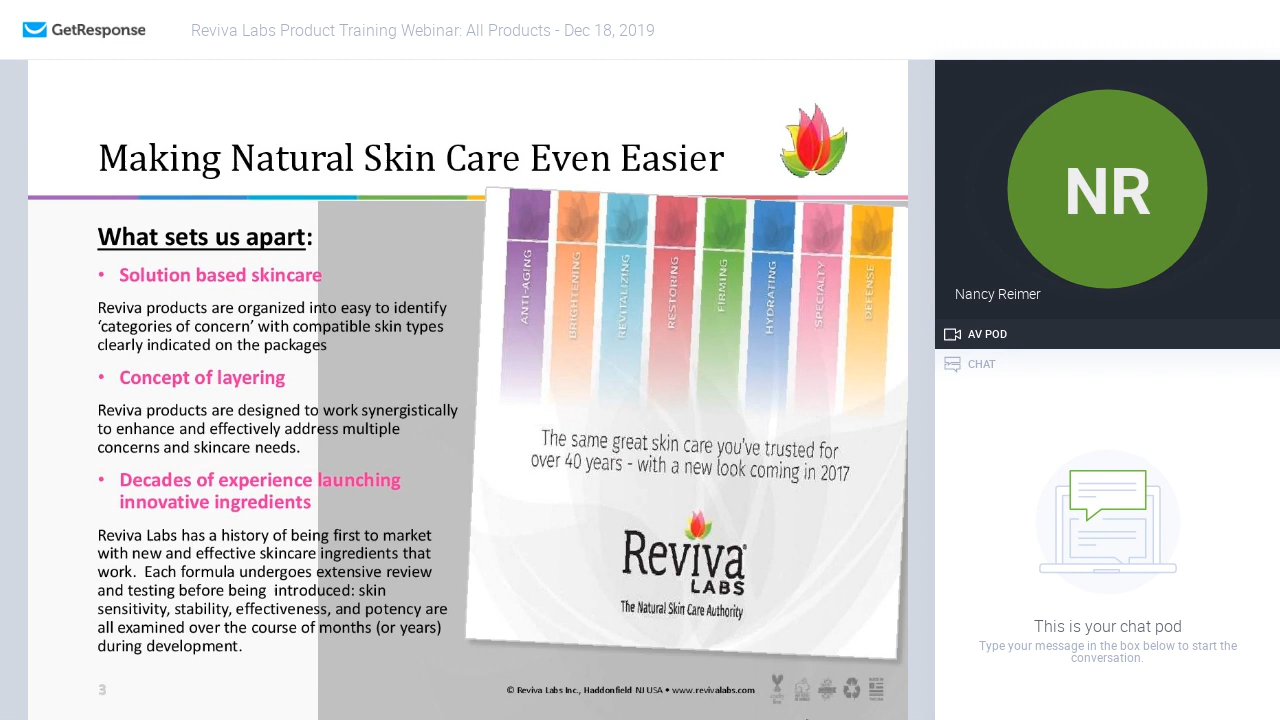 GetResponse
Reviva Labs Product Training Webinar: All Products - Dec 18, 2019
Making Natural Skin Care Even Easier
What sets us apart:
• Solution based skincare
Reviva products are organized into easy to identify
‘categories of concern’ with compatible skin types
clearly indicated on the packages
• Concept of layering
Reviva products are designed to work synergistically
to enhance and effectively address multiple
concerns and skincare needs.
• Decades of experience launching
innovative ingredients
Reviva Labs has a history of being first to market
with new and effective skincare ingredients that
work.  Each formula undergoes extensive review
and testing before being  introduced: skin
sensitivity, stability, effectiveness, and potency are
all examined over the course of months (or years)
during development.
3
ANTI-AGING
BRIGHTENING
REVITALIZING
RESTORING
FIRMING
HYDRATING
SPECIALTY
DEFENSE
The same great skin care you've trusted for
over 40 years - with a new look coming in 2017
Reviva®
LABS
The Natural Skin Care Authority
© Reviva Labs Inc., Haddonfield NJ USA • www.revivalabs.com
NR
Nancy Reimer
AV POD
CHAT
This is your chat pod
Type your message in the box below to start the
conversation.